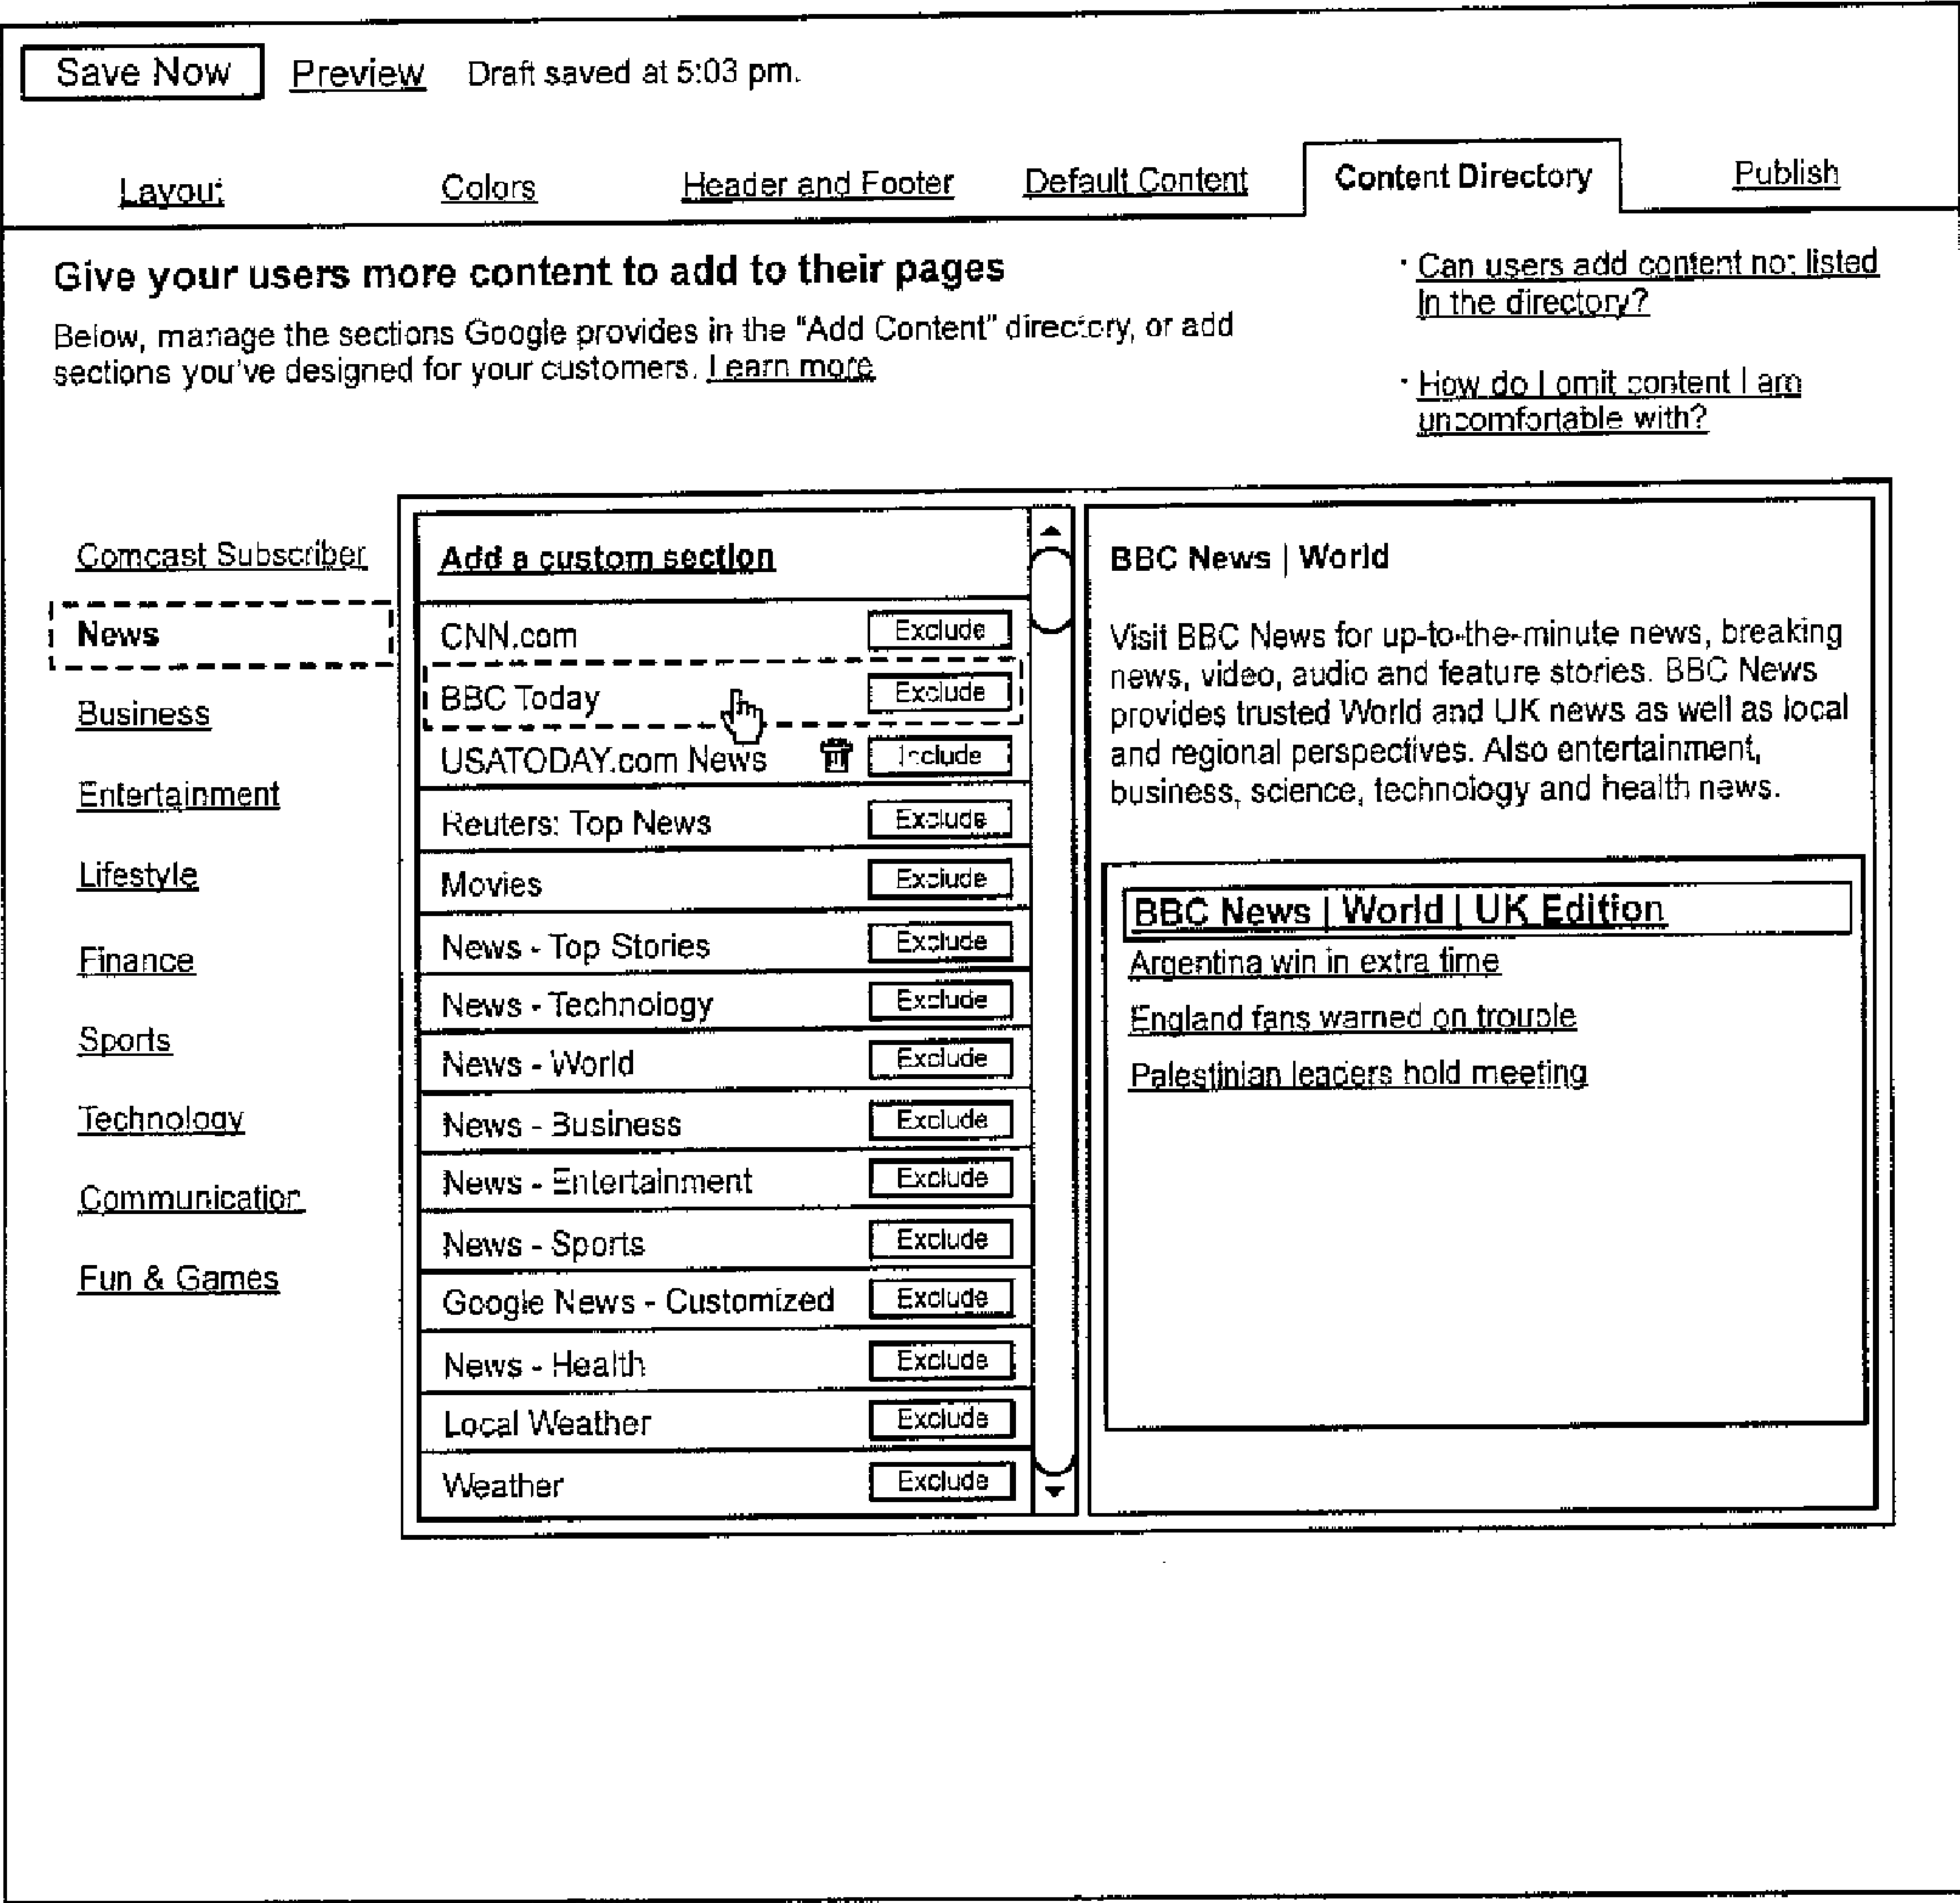 Save Now Preview Draft saved at 5:03 pm.
Layout Colors Header and Footer Default Content Content Directory Publish
Give your users more content to add to their pages
Below, manage the sections Google provides in the "Add Content" directory, or add
sections you've designed for your customers. Learn more
· Can users add content not listed
In the directory?
· How do I omit content I am
uncomfortable with?
Comcast Subscriber
News
Business
Entertainment
Lifestyle
Finance
Sports
Technology
Communication
Fun & Games
Add a custom section
CNN.com Exclude
BBC Today Exclude
USATODAY.com News Include
Reuters: Top News Exclude
Movies Exclude
News - Top Stories Exclude
News - Technology Exclude
News - World Exclude
News - Business Exclude
News - Entertainment Exclude
News - Sports Exclude
Google News - Customized Exclude
News - Health Exclude
Local Weather Exclude
Weather Exclude
BBC News | World
Visit BBC News for up-to-the-minute news, breaking
news, video, audio and feature stories. BBC News
provides trusted World and UK news as well as local
and regional perspectives. Also entertainment,
business, science, technology and health news.
BBC News | World | UK Edition
Argentina win in extra time
England fans warned on trouble
Palestinian leaders hold meeting